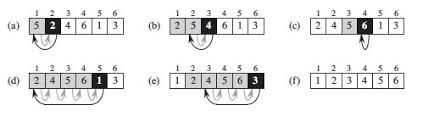 1 2 3 4 5 6
(a) 5 2 4 6 1 3
1 2 3 4 5 6
(b) 2 5 4 6 1 3
1 2 3 4 5 6
(c) 2 4 5 6 1 3
1 2 3 4 5 6
(d) 2 4 5 6 1 3
1 2 3 4 5 6
(e) 1 2 4 5 6 3
1 2 3 4 5 6
(f) 1 2 3 4 5 6